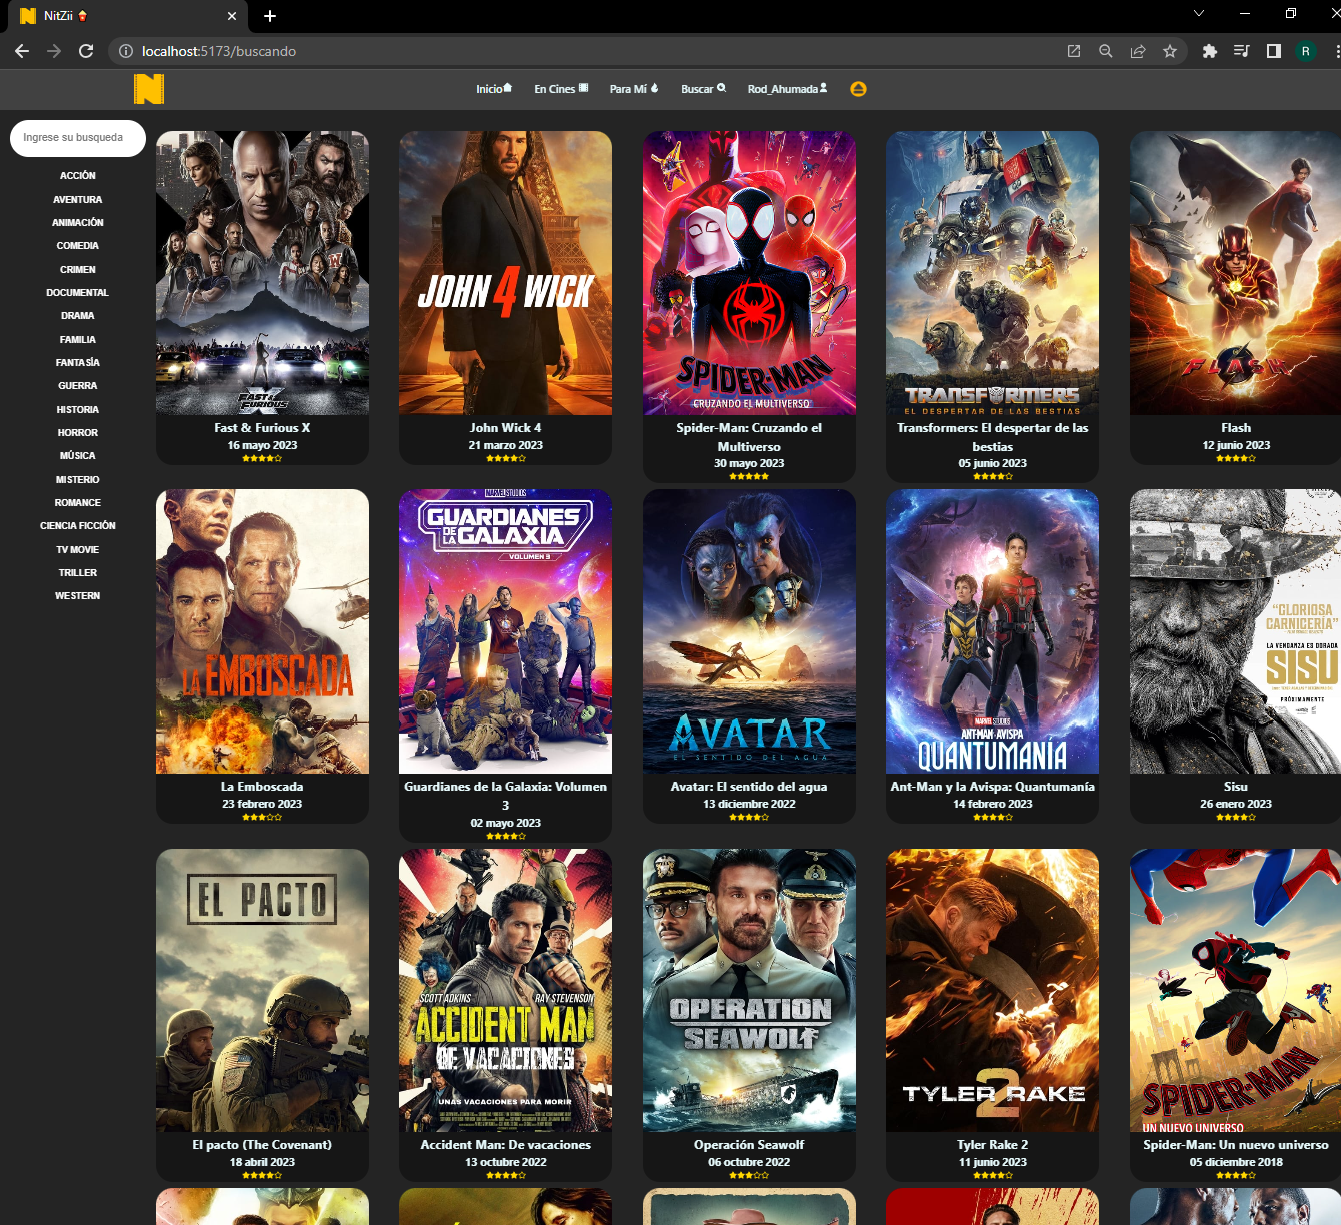 NitZii
localhost:5173/buscando
R
N
Inicio
En Cines
Para Mí
Buscar
Rod_Ahumada
Ingrese su busqueda
ACCIÓN
AVENTURA
ANIMACIÓN
COMEDIA
CRIMEN
DOCUMENTAL
DRAMA
FAMILIA
FANTASÍA
GUERRA
HISTORIA
HORROR
MÚSICA
MISTERIO
ROMANCE
CIENCIA FICCIÓN
TV MOVIE
TRILLER
WESTERN
FAST & FURIOUS X
Fast & Furious X
16 mayo 2023
JOHN 4 WICK
John Wick 4
21 marzo 2023
SPIDER-MAN
CRUZANDO EL MULTIVERSO
Spider-Man: Cruzando el
Multiverso
30 mayo 2023
TRANSFORMERS
EL DESPERTAR DE LAS BESTIAS
Transformers: El despertar de las
bestias
05 junio 2023
FLASH
Flash
12 junio 2023
LA EMBOSCADA
La Emboscada
23 febrero 2023
MARVEL STUDIOS
GUARDIANES
DE LA GALAXIA
VOLUMEN 3
Guardianes de la Galaxia: Volumen
3
02 mayo 2023
AVATAR
EL SENTIDO DEL AGUA
Avatar: El sentido del agua
13 diciembre 2022
MARVEL STUDIOS
ANT-MAN Y LA AVISPA
QUANTUMANÍA
Ant-Man y la Avispa: Quantumanía
14 febrero 2023
"GLORIOSA
CARNICERÍA"
LA VENGANZA ES DORADA
SISU
PRÓXIMAMENTE
Sisu
26 enero 2023
EL PACTO
El pacto (The Covenant)
18 abril 2023
SCOTT ADKINS RAY STEVENSON
ACCIDENT MAN
DE VACACIONES
UNAS VACACIONES PARA MORIR
Accident Man: De vacaciones
13 octubre 2022
OPERATION
SEAWOLF
Operación Seawolf
06 octubre 2022
TYLER RAKE 2
Tyler Rake 2
11 junio 2023
SPIDER-MAN
UN NUEVO UNIVERSO
Spider-Man: Un nuevo universo
05 diciembre 2018